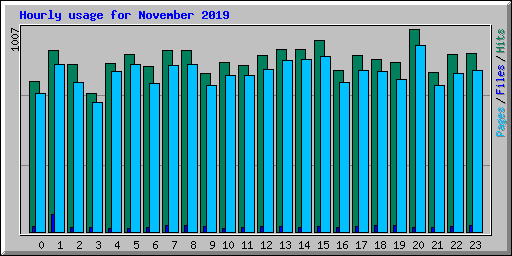 Hourly usage for November 2019
1007
0 1 2 3 4 5 6 7 8 9 10 11 12 13 14 15 16 17 18 19 20 21 22 23
Pages / Files / Hits